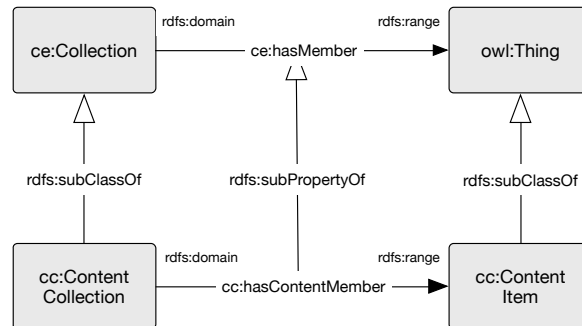 rdfs:domain
rdfs:range
ce:Collection
ce:hasMember
owl:Thing
rdfs:subClassOf
rdfs:subPropertyOf
rdfs:subClassOf
rdfs:domain
rdfs:range
cc:Content
Collection
cc:hasContentMember
cc:Content
Item